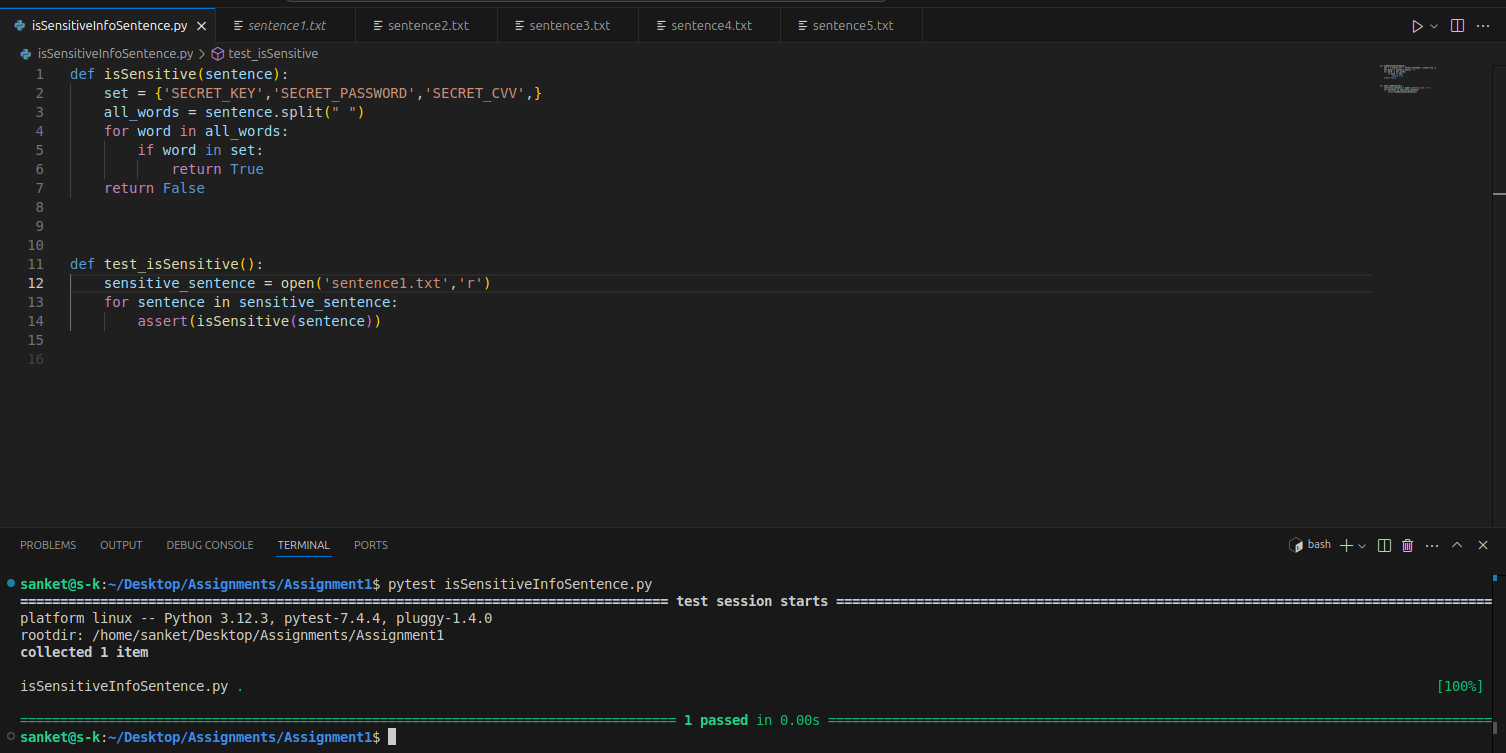 isSensitiveInfoSentence.py
sentence1.txt
sentence2.txt
sentence3.txt
sentence4.txt
sentence5.txt
isSensitiveInfoSentence.py > test_isSensitive
1 def isSensitive(sentence):
2     set = {'SECRET_KEY','SECRET_PASSWORD','SECRET_CVV',}
3     all_words = sentence.split(" ")
4     for word in all_words:
5         if word in set:
6             return True
7     return False
8
9
10
11 def test_isSensitive():
12     sensitive_sentence = open('sentence1.txt','r')
13     for sentence in sensitive_sentence:
14         assert(isSensitive(sentence))
15
16
PROBLEMS OUTPUT DEBUG CONSOLE TERMINAL PORTS
bash
sanket@s-k:~/Desktop/Assignments/Assignment1$ pytest isSensitiveInfoSentence.py
================================ test session starts ================================
platform linux -- Python 3.12.3, pytest-7.4.4, pluggy-1.4.0
rootdir: /home/sanket/Desktop/Assignments/Assignment1
collected 1 item
isSensitiveInfoSentence.py . [100%]
================================ 1 passed in 0.00s ================================
sanket@s-k:~/Desktop/Assignments/Assignment1$